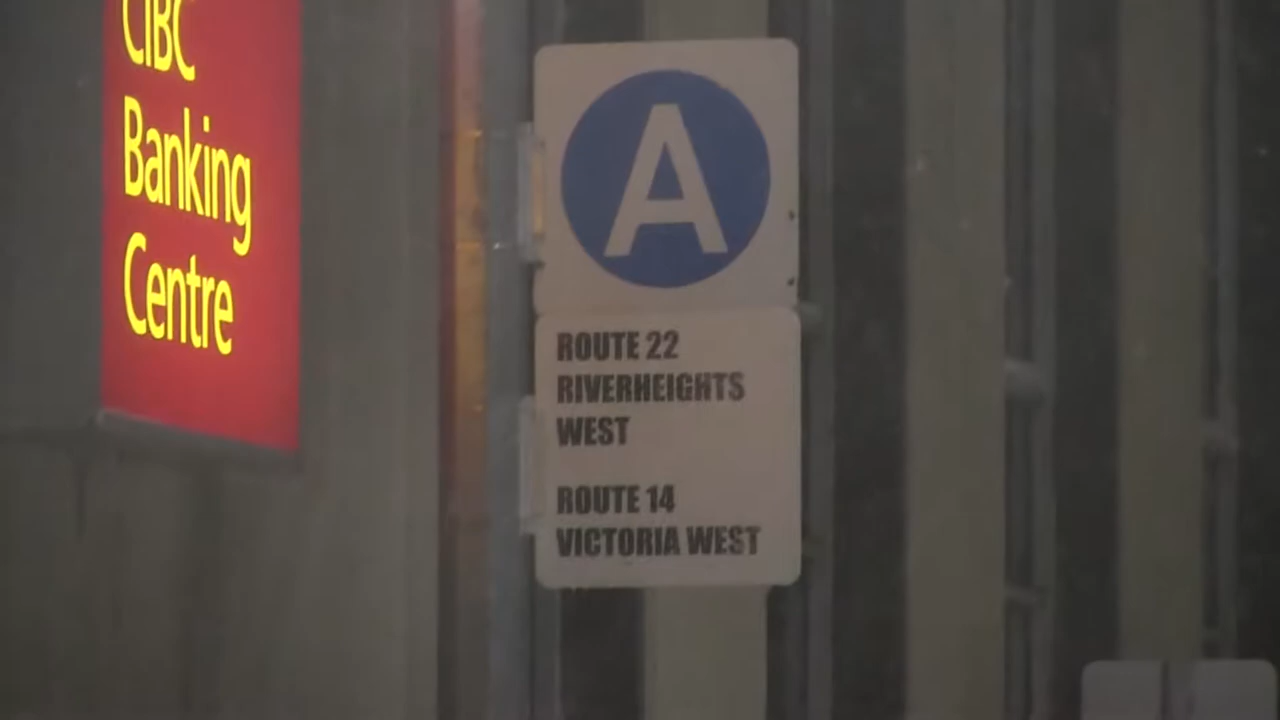 CIBC
Banking
Centre
A
ROUTE 22
RIVERHEIGHTS
WEST
ROUTE 14
VICTORIA WEST